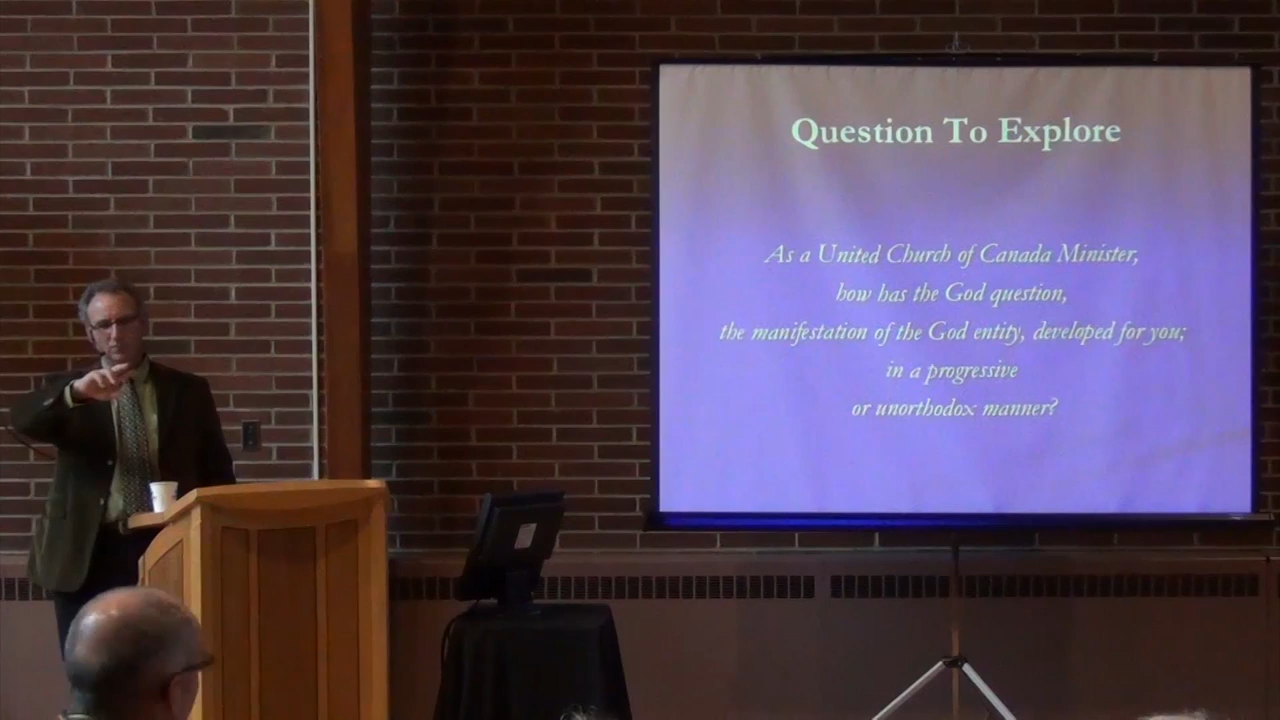 Question To Explore
As a United Church of Canada Minister,
how has the God question,
the manifestation of the God entity, developed for you;
in a progressive
or unorthodox manner?